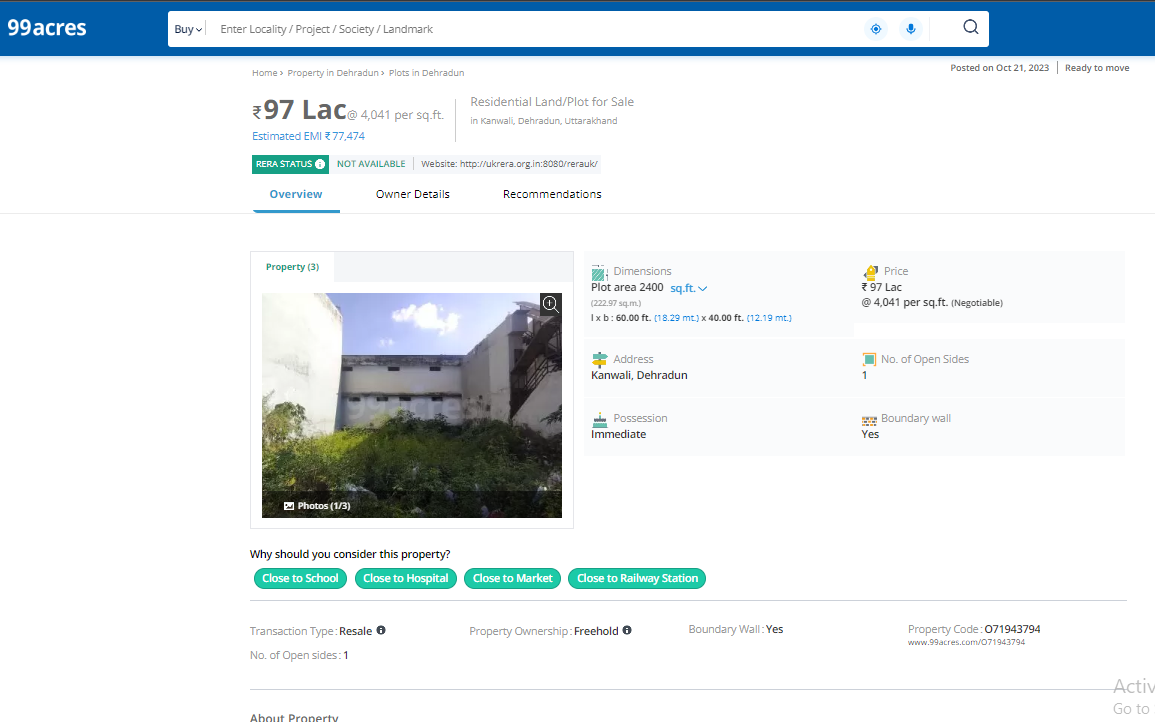 99acres
Buy
Enter Locality / Project / Society / Landmark
Home › Property in Dehradun › Plots in Dehradun
Posted on Oct 21, 2023 | Ready to move
₹97 Lac @ 4,041 per sq.ft.
Estimated EMI ₹77,474
Residential Land/Plot for Sale
in Kanwali, Dehradun, Uttarakhand
RERA STATUS NOT AVAILABLE | Website: http://ukrera.org.in:8080/rerauk/
Overview
Owner Details
Recommendations
Property (3)
99acres
Photos (1/3)
Dimensions
Plot area 2400 sq.ft.
(222.97 sq.m.)
l x b : 60.00 ft. (18.29 mt.) x 40.00 ft. (12.19 mt.)
Price
₹ 97 Lac
@ 4,041 per sq.ft. (Negotiable)
Address
Kanwali, Dehradun
No. of Open Sides
1
Possession
Immediate
Boundary wall
Yes
Why should you consider this property?
Close to School
Close to Hospital
Close to Market
Close to Railway Station
Transaction Type : Resale
Property Ownership : Freehold
Boundary Wall : Yes
Property Code : O71943794
www.99acres.com/O71943794
No. of Open sides : 1
About Property
Activ
Go to